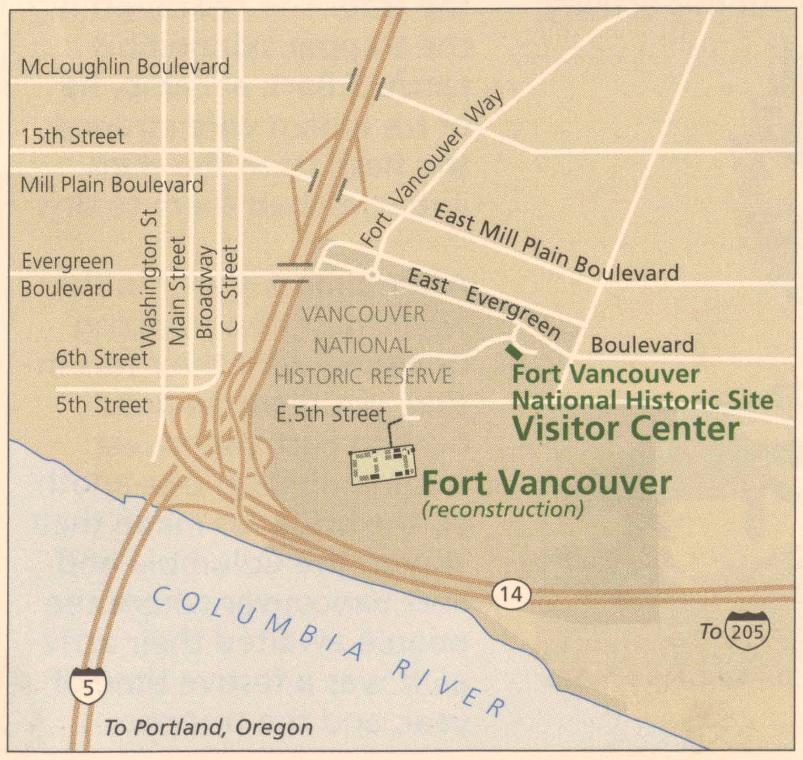 McLoughlin Boulevard
15th Street
Mill Plain Boulevard
Fort Vancouver Way
East Mill Plain Boulevard
Evergreen
Boulevard
Washington St
Main Street
Broadway
C Street
East Evergreen
Boulevard
VANCOUVER
NATIONAL
HISTORIC RESERVE
6th Street
5th Street
E.5th Street
Fort Vancouver
National Historic Site
Visitor Center
Fort Vancouver
(reconstruction)
14
COLUMBIA RIVER
To 205
5
To Portland, Oregon